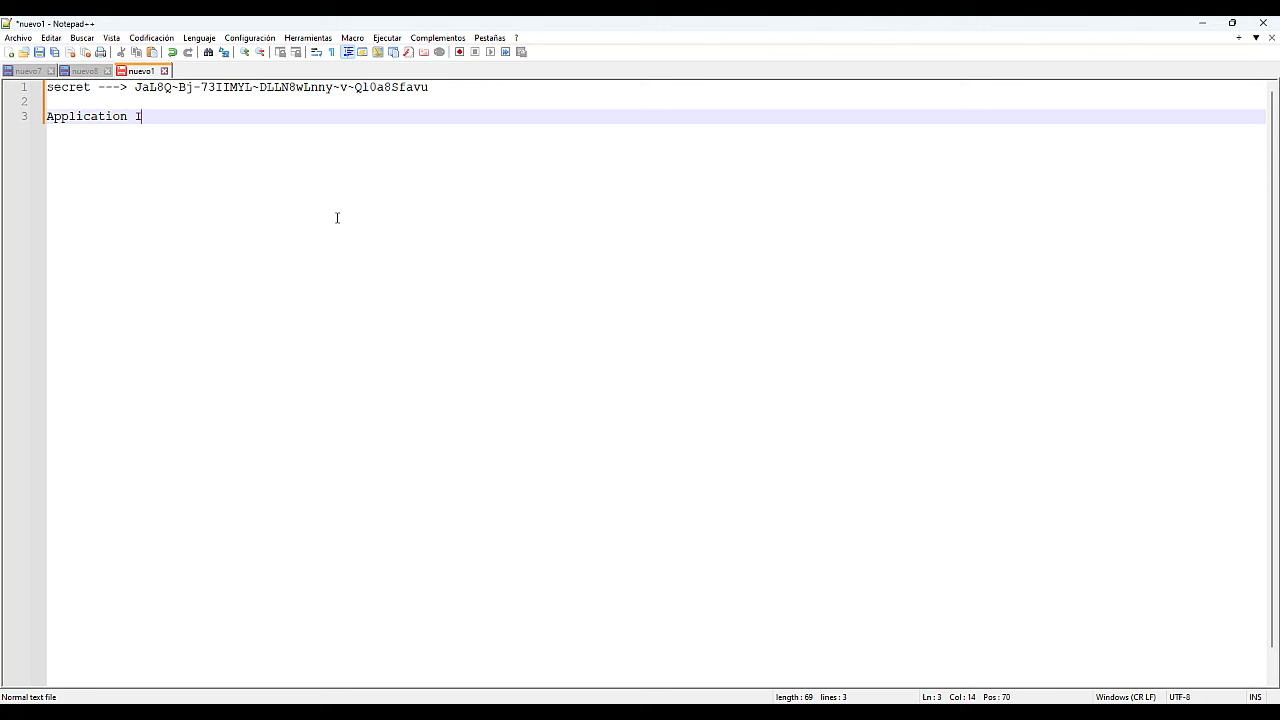 *nuevo1 - Notepad++
Archivo Editar Buscar Vista Codificación Lenguaje Configuración Herramientas Macro Ejecutar Complementos Pestañas ?
nuevo7 nuevo8 nuevo1
1 secret ---> JaL8Q~Bj-73IIMYL~DLLN8wLnny~v~Ql0a8Sfavu
2
3 Application I
Normal text file length : 69 lines : 3 Ln : 3 Col : 14 Pos : 70 Windows (CR LF) UTF-8 INS